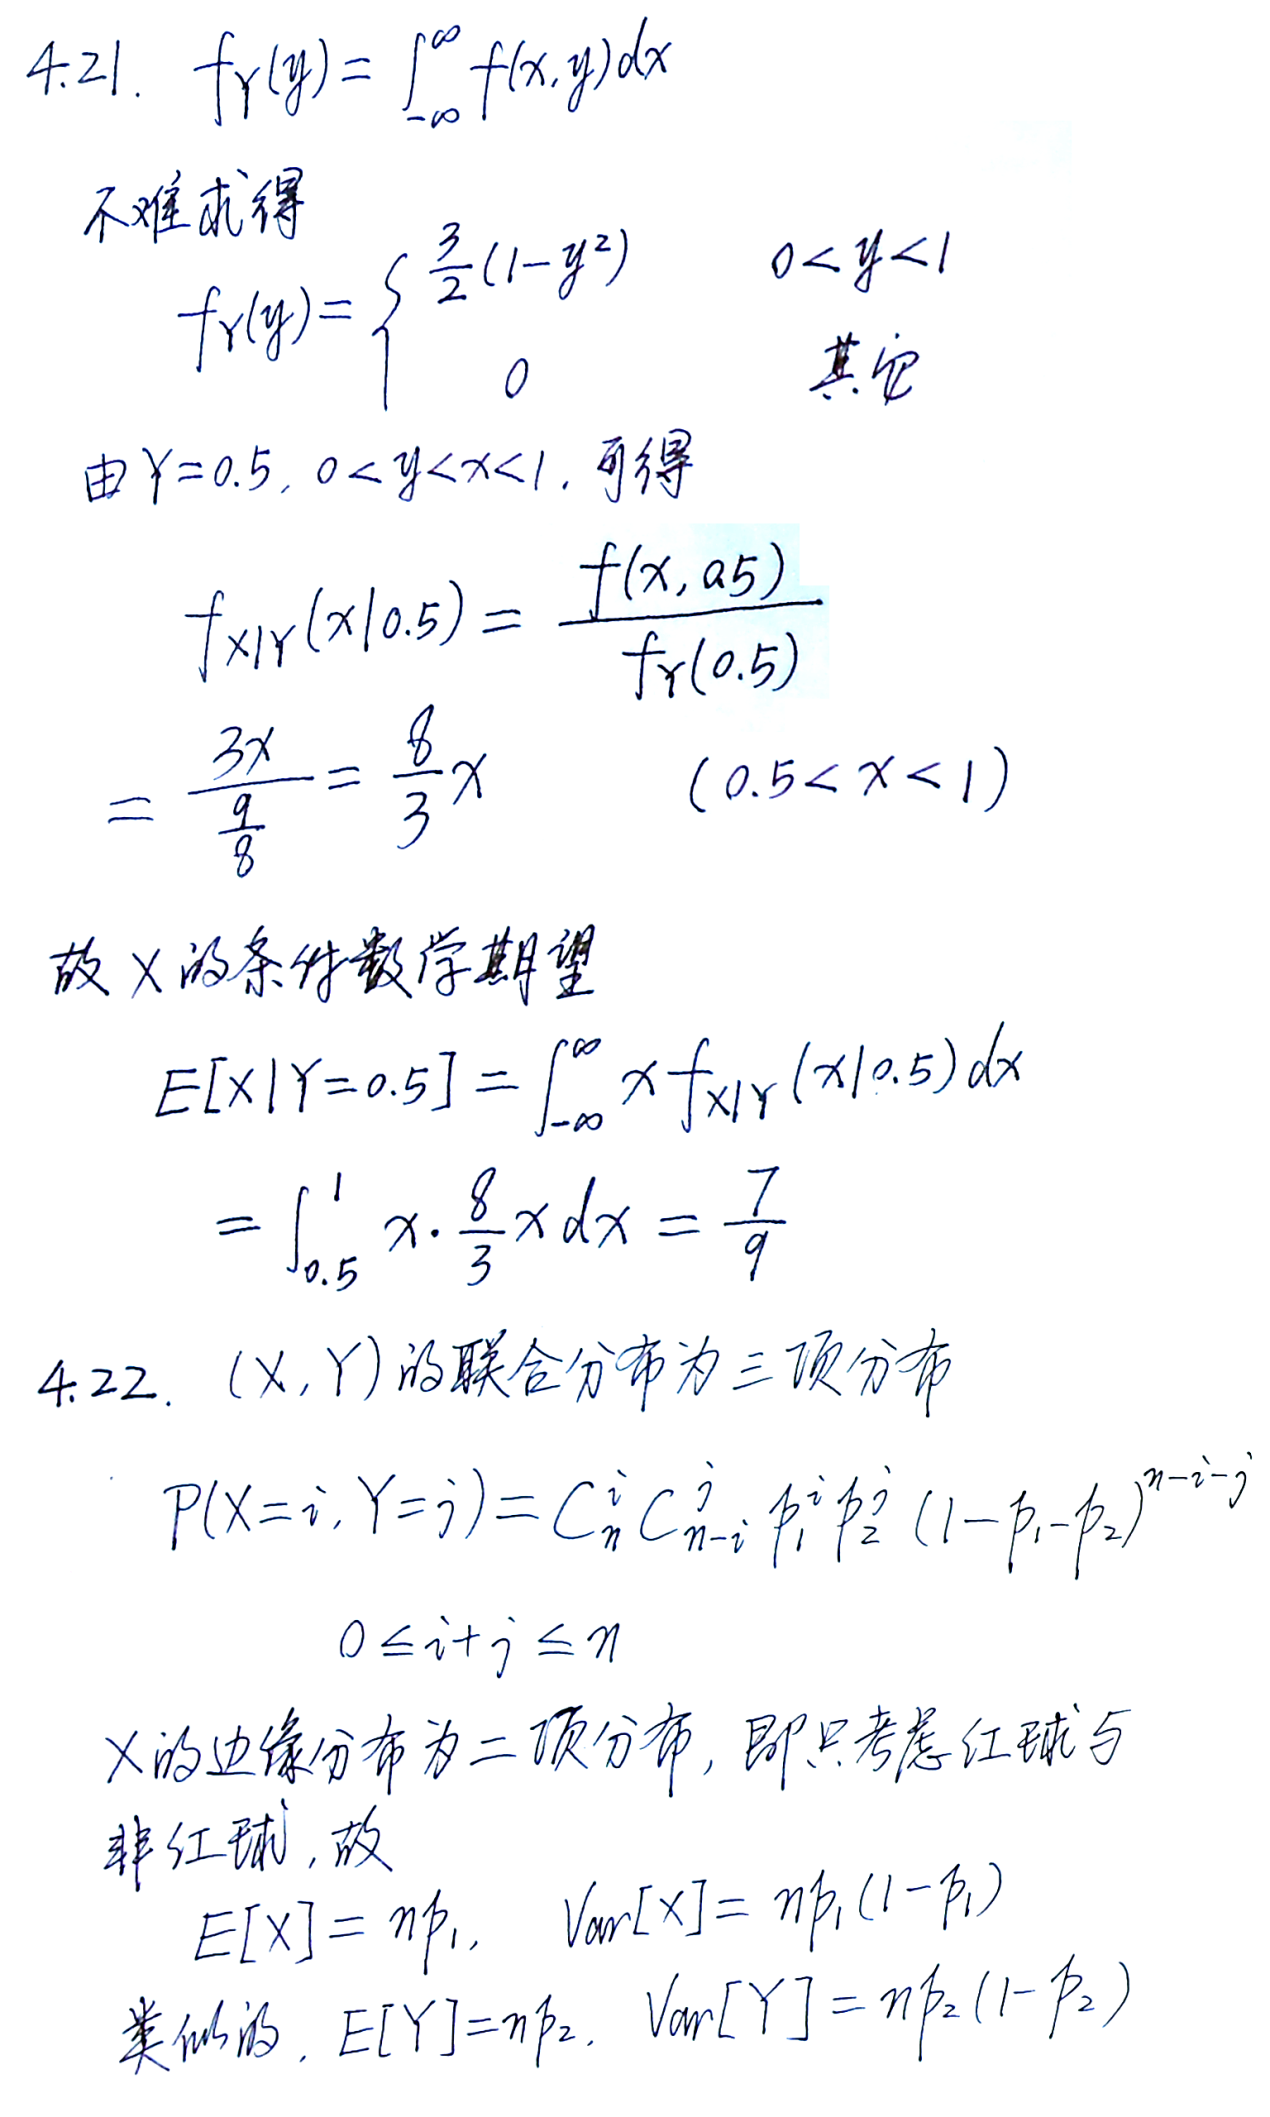 4.21. f_Y(y) = ∫_{-∞}^{∞} f(x,y)dx
不难求得
f_Y(y) = { 3/2 (1-y²)  0<y<1
0  其它
由Y=0.5, 0<y<x<1, 可得
f_{X|Y}(x|0.5) = f(x,0.5) / f_Y(0.5)
= 3x / (9/8) = 8/3 x  (0.5<x<1)
故X的条件数学期望
E[X|Y=0.5] = ∫_{-∞}^{∞} x f_{X|Y}(x|0.5)dx
= ∫_{0.5}^{1} x·8/3 x dx = 7/9
4.22. (X,Y)的联合分布为三项分布
P(X=i, Y=j) = C_n^i C_{n-i}^j p_1^i p_2^j (1-p_1-p_2)^{n-i-j}
0≤i+j≤n
X的边缘分布为二项分布, 即只考虑红球与
非红球, 故
E[X] = np_1, Var[X] = np_1(1-p_1)
类似的, E[Y]=np_2, Var[Y] = np_2(1-p_2)